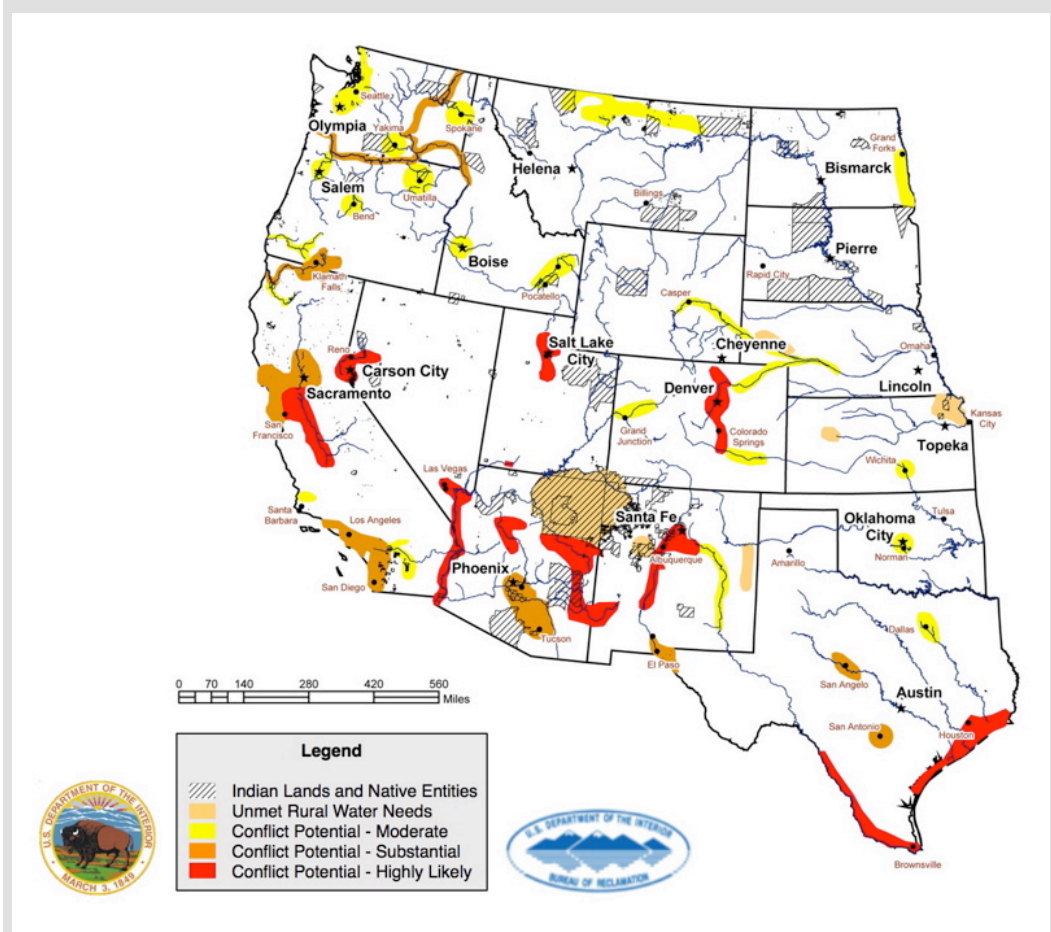 Seattle
Olympia
Yakima
Spokane
Salem
Umatilla
Bend
Helena
Billings
Grand
Forks
Bismarck
Pierre
Rapid City
Boise
Pocatello
Klamath
Falls
Casper
Cheyenne
Omaha
Lincoln
Reno
Carson City
Sacramento
San
Francisco
Salt Lake
City
Denver
Grand
Junction
Colorado
Springs
Kansas
City
Topeka
Wichita
Las Vegas
Santa
Barbara
Los Angeles
San Diego
Santa Fe
Albuquerque
Phoenix
Tucson
Oklahoma
City
Tulsa
Norman
Amarillo
El Paso
Dallas
San Angelo
Austin
San Antonio
Houston
Brownsville
0 70 140 280 420 560
Miles
Legend
Indian Lands and Native Entities
Unmet Rural Water Needs
Conflict Potential - Moderate
Conflict Potential - Substantial
Conflict Potential - Highly Likely
U.S. DEPARTMENT OF THE INTERIOR
MARCH 3, 1849
U.S. DEPARTMENT OF THE INTERIOR
BUREAU OF RECLAMATION